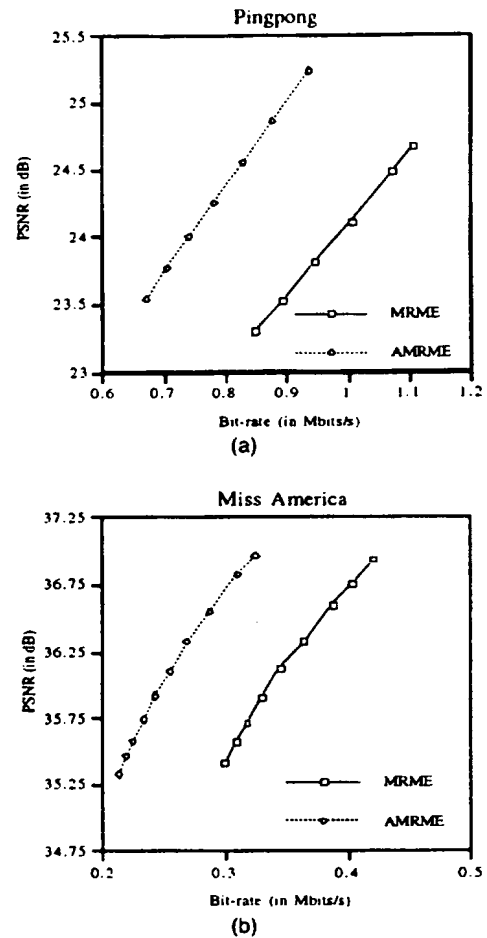 Pingpong
25.5
25
24.5
24
23.5
23
PSNR (in dB)
MRME
AMRME
0.6 0.7 0.8 0.9 1 1.1 1.2
Bit-rate (in Mbits/s)
(a)
Miss America
37.25
36.75
36.25
35.75
35.25
34.75
PSNR (in dB)
MRME
AMRME
0.2 0.3 0.4 0.5
Bit-rate (in Mbits/s)
(b)